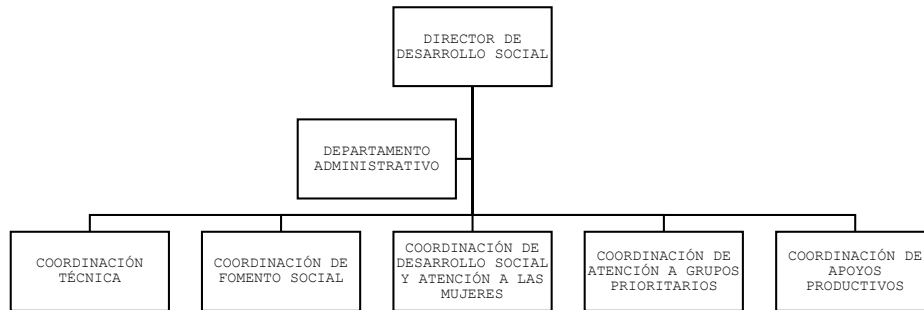 DIRECTOR DE
DESARROLLO SOCIAL
DEPARTAMENTO
ADMINISTRATIVO
COORDINACIÓN
TÉCNICA
COORDINACIÓN DE
FOMENTO SOCIAL
COORDINACIÓN DE
DESARROLLO SOCIAL
Y ATENCIÓN A LAS
MUJERES
COORDINACIÓN DE
ATENCIÓN A GRUPOS
PRIORITARIOS
COORDINACIÓN DE
APOYOS
PRODUCTIVOS